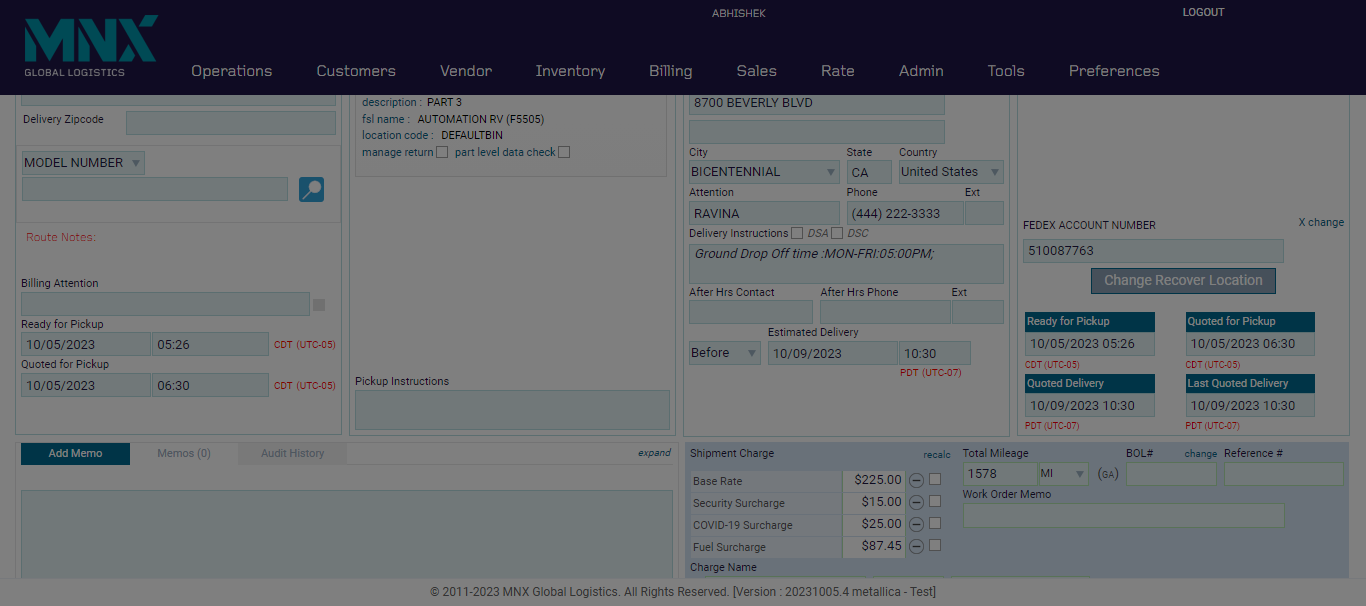 ABHISHEK
LOGOUT
MNX
GLOBAL LOGISTICS
Operations
Customers
Vendor
Inventory
Billing
Sales
Rate
Admin
Tools
Preferences
Delivery Zipcode
MODEL NUMBER
Route Notes:
Billing Attention
Ready for Pickup
10/05/2023 05:26 CDT (UTC-05)
Quoted for Pickup
10/05/2023 06:30 CDT (UTC-05)
description : PART 3
fsl name : AUTOMATION RV (F5505)
location code : DEFAULTBIN
manage return part level data check
Pickup Instructions
8700 BEVERLY BLVD
City State Country
BICENTENNIAL CA United States
Attention Phone Ext
RAVINA (444) 222-3333
Delivery Instructions DSA DSC
Ground Drop Off time :MON-FRI:05:00PM;
After Hrs Contact After Hrs Phone Ext
Estimated Delivery
Before 10/09/2023 10:30
PDT (UTC-07)
X change
FEDEX ACCOUNT NUMBER
510087763
Change Recover Location
Ready for Pickup Quoted for Pickup
10/05/2023 05:26 10/05/2023 06:30
CDT (UTC-05) CDT (UTC-05)
Quoted Delivery Last Quoted Delivery
10/09/2023 10:30 10/09/2023 10:30
PDT (UTC-07) PDT (UTC-07)
Add Memo Memos (0) Audit History expand
Shipment Charge recalc
Base Rate $225.00
Security Surcharge $15.00
COVID-19 Surcharge $25.00
Fuel Surcharge $87.45
Charge Name
Total Mileage BOL# change Reference #
1578 MI (GA)
Work Order Memo
© 2011-2023 MNX Global Logistics. All Rights Reserved. [Version : 20231005.4 metallica - Test]